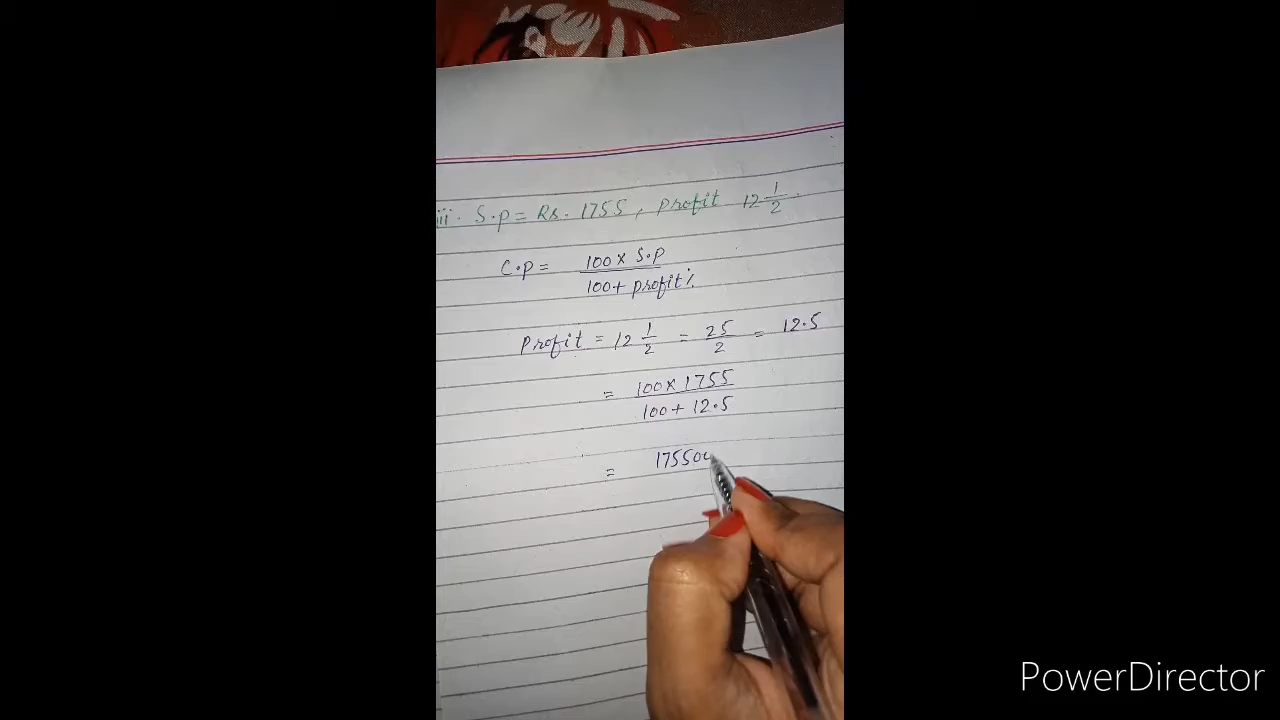 iii. S.p = Rs. 1755, profit 12 1/2.
C.p = 100 × S.p / 100 + profit%
Profit = 12 1/2 = 25/2 = 12.5
= 100 × 1755 / 100 + 12.5
= 175500
PowerDirector